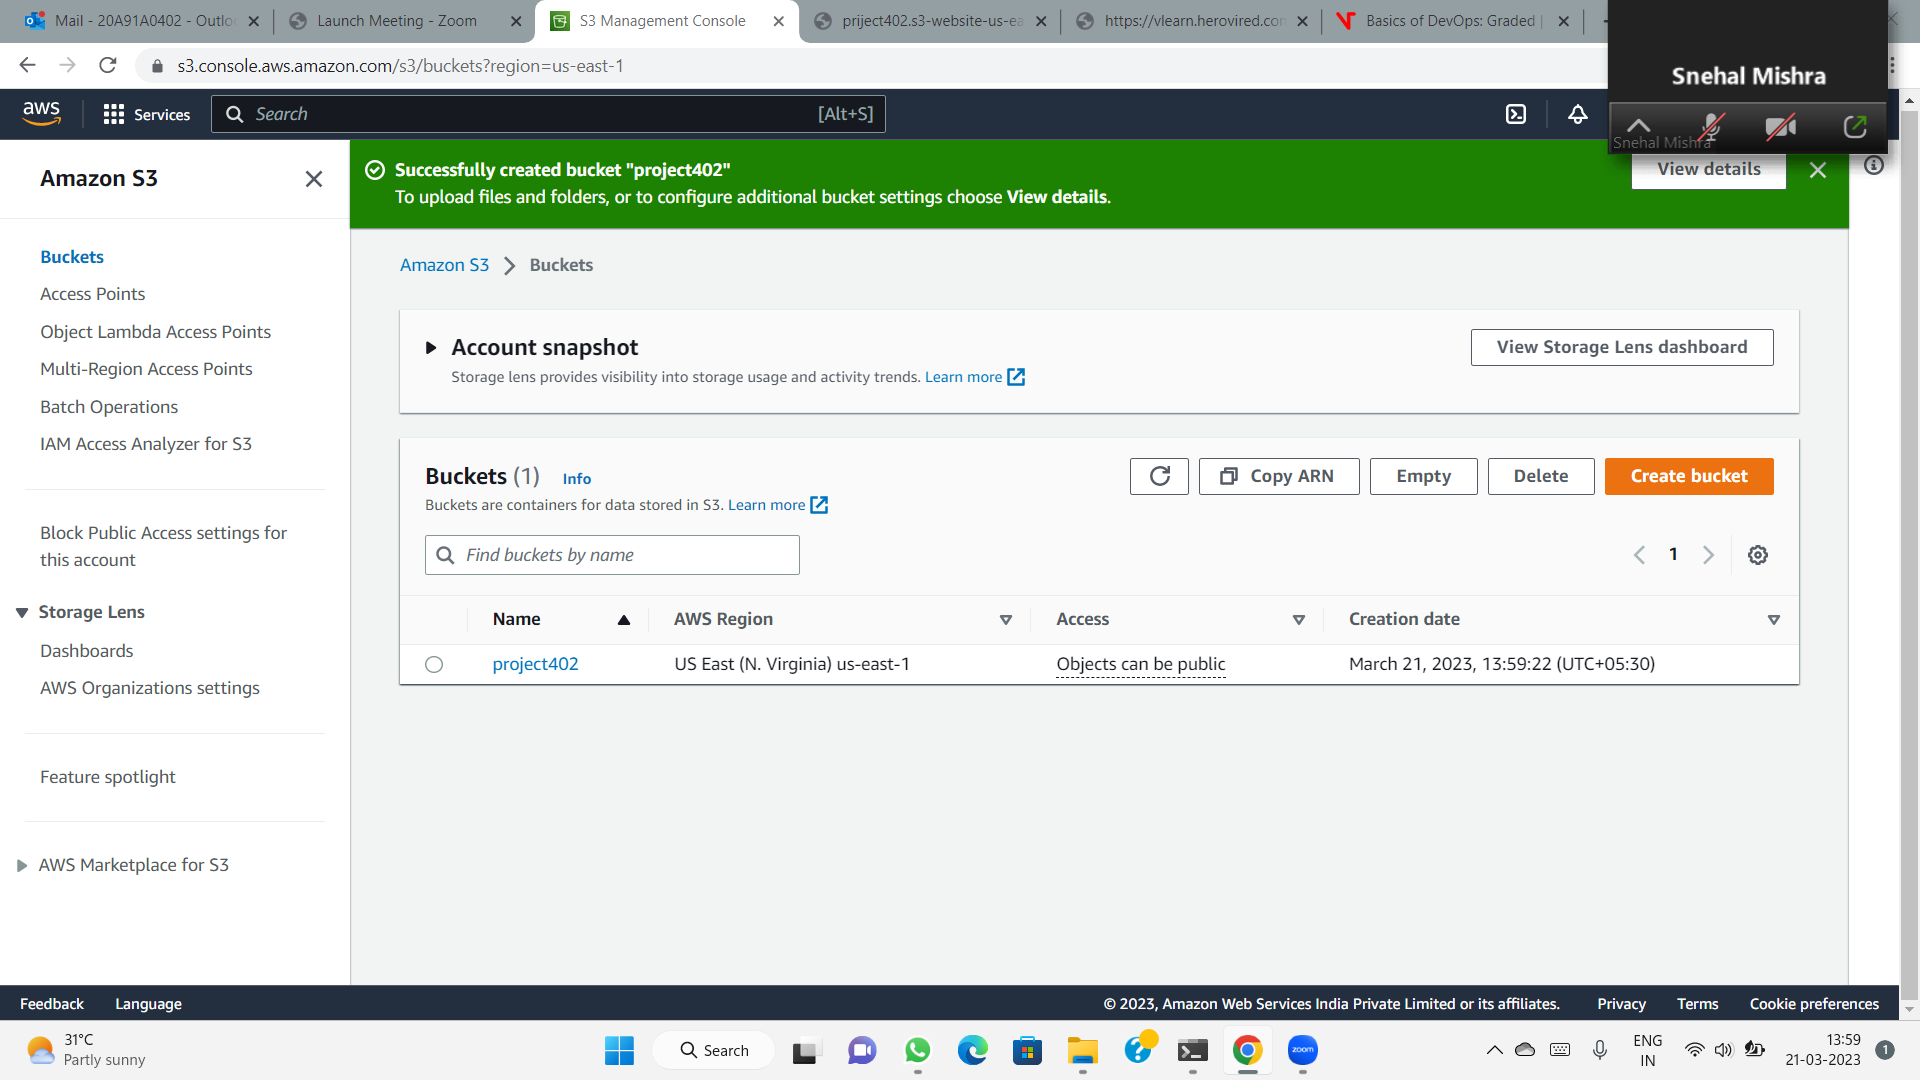 Mail - 20A91A0402 - Outlo
Launch Meeting - Zoom
S3 Management Console
priject402.s3-website-us-ea
https://vlearn.herovired.com
Basics of DevOps: Graded
s3.console.aws.amazon.com/s3/buckets?region=us-east-1
Snehal Mishra
Snehal Mishra
aws
Services
Search
[Alt+S]
Amazon S3
Buckets
Access Points
Object Lambda Access Points
Multi-Region Access Points
Batch Operations
IAM Access Analyzer for S3
Block Public Access settings for
this account
Storage Lens
Dashboards
AWS Organizations settings
Feature spotlight
AWS Marketplace for S3
Successfully created bucket "project402"
To upload files and folders, or to configure additional bucket settings choose View details.
View details
Amazon S3 > Buckets
Account snapshot
Storage lens provides visibility into storage usage and activity trends. Learn more
View Storage Lens dashboard
Buckets (1) Info
Buckets are containers for data stored in S3. Learn more
Copy ARN
Empty
Delete
Create bucket
Find buckets by name
1
Name AWS Region Access Creation date
project402 US East (N. Virginia) us-east-1 Objects can be public March 21, 2023, 13:59:22 (UTC+05:30)
Feedback Language
© 2023, Amazon Web Services India Private Limited or its affiliates. Privacy Terms Cookie preferences
31°C
Partly sunny
Search
zoom
ENG
IN
13:59
21-03-2023
1